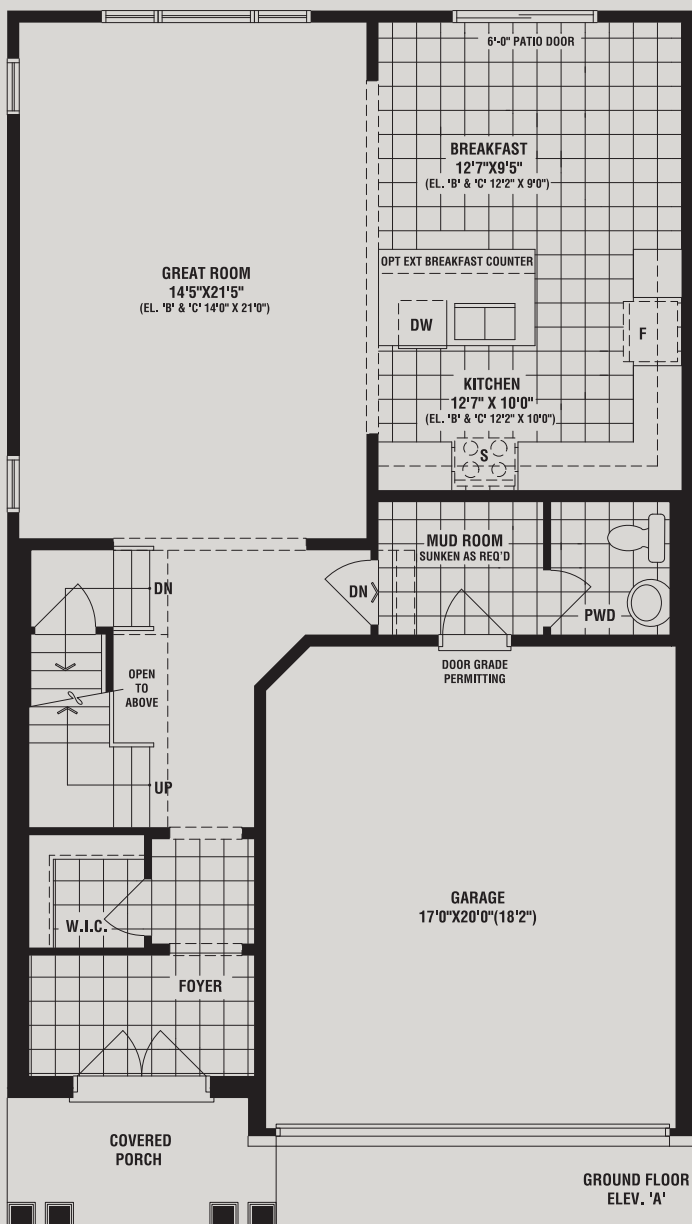 6'-0" PATIO DOOR
BREAKFAST
12'7"X9'5"
(EL. 'B' & 'C' 12'2" X 9'0")
GREAT ROOM
14'5"X21'5"
(EL. 'B' & 'C' 14'0" X 21'0")
OPT EXT BREAKFAST COUNTER
DW
F
KITCHEN
12'7" X 10'0"
(EL. 'B' & 'C' 12'2" X 10'0")
S
MUD ROOM
SUNKEN AS REQ'D
DN
DN
PWD
DOOR GRADE
PERMITTING
OPEN
TO
ABOVE
UP
GARAGE
17'0"X20'0"(18'2")
W.I.C.
FOYER
COVERED
PORCH
GROUND FLOOR
ELEV. 'A'